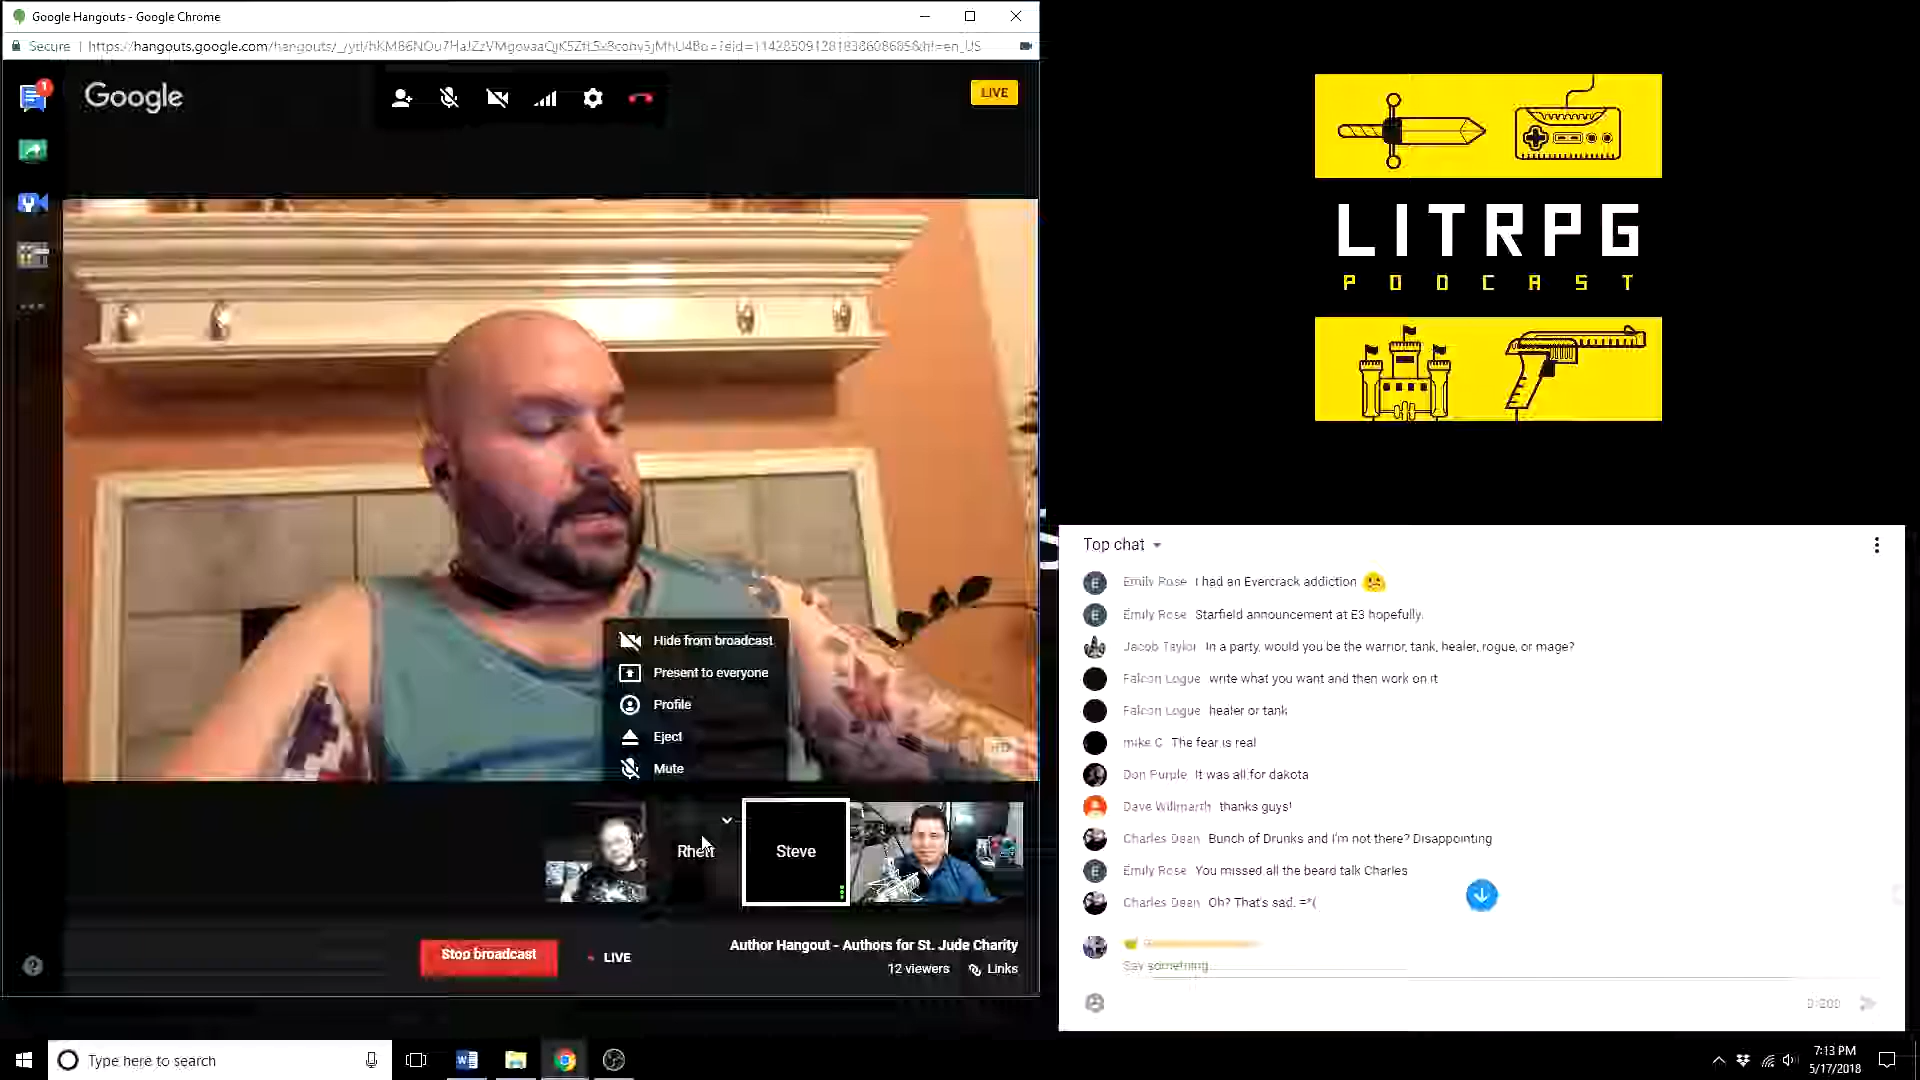 Google Hangouts - Google Chrome
Secure
Google
LIVE
LITRPG
PODCAST
Hide from broadcast
Present to everyone
Profile
Eject
Mute
HD
Rhett
Steve
Stop broadcast
LIVE
Author Hangout - Authors for St. Jude Charity
12 viewers
Links
Top chat
Emily Rose I had an Evercrack addiction
Emily Rose Starfield announcement at E3 hopefully.
Jacob Taylor In a party, would you be the warrior, tank, healer, rogue, or mage?
Falcon Logue write what you want and then work on it
Falcon Logue healer or tank
mike C The fear is real
Don Purple It was all for dakota
Dave Willmarth thanks guys!
Charles Dean Bunch of Drunks and I'm not there? Disappointing
Emily Rose You missed all the beard talk Charles
Charles Dean Oh? That's sad. =*(
Say something...
0/200
Type here to search
7:13 PM
5/17/2018